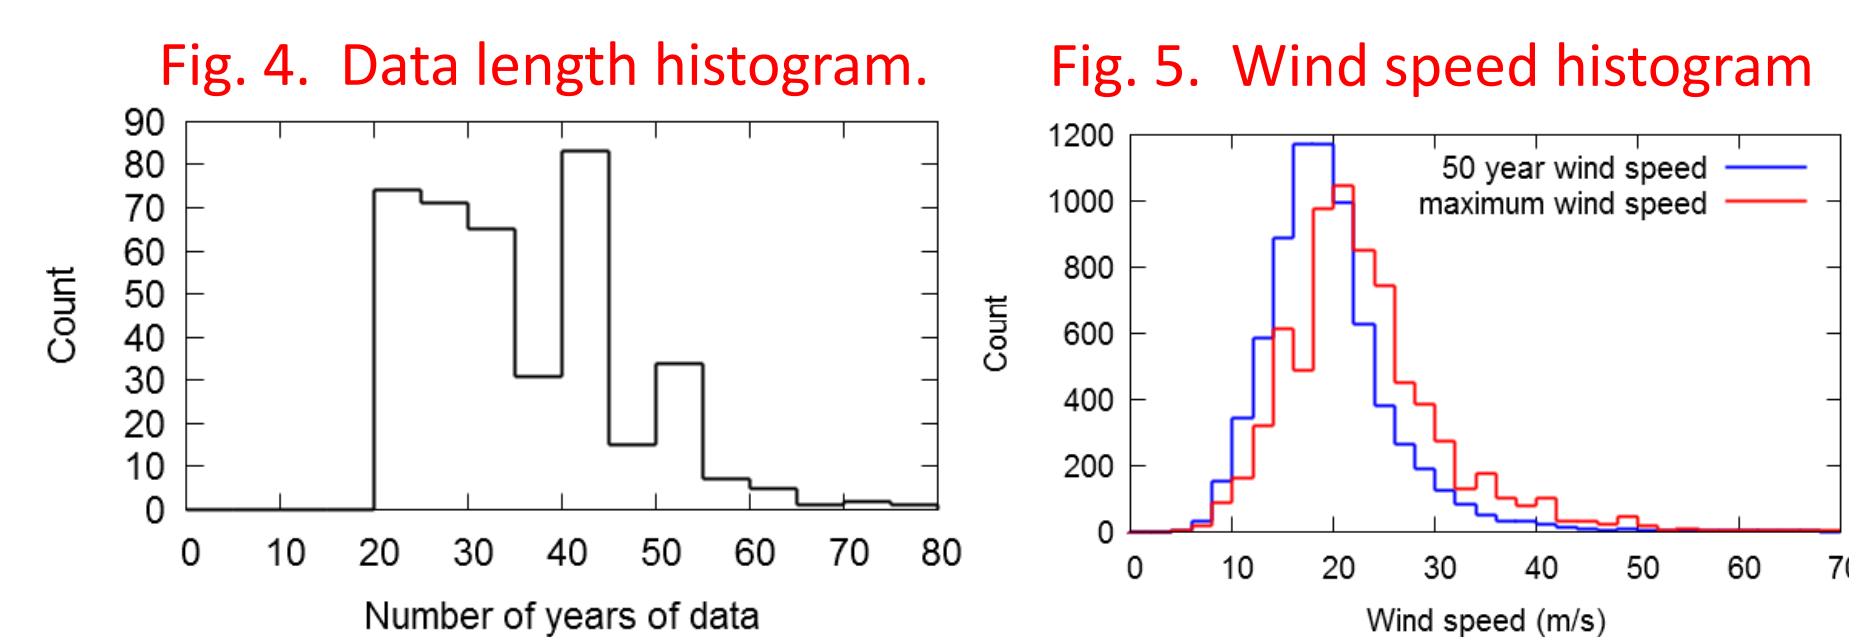 Fig. 4.  Data length histogram.
90
80
70
60
50
40
30
20
10
0
Count
0 10 20 30 40 50 60 70 80
Number of years of data
Fig. 5.  Wind speed histogram
1200
1000
800
600
400
200
0
Count
50 year wind speed
maximum wind speed
0 10 20 30 40 50 60 70
Wind speed (m/s)